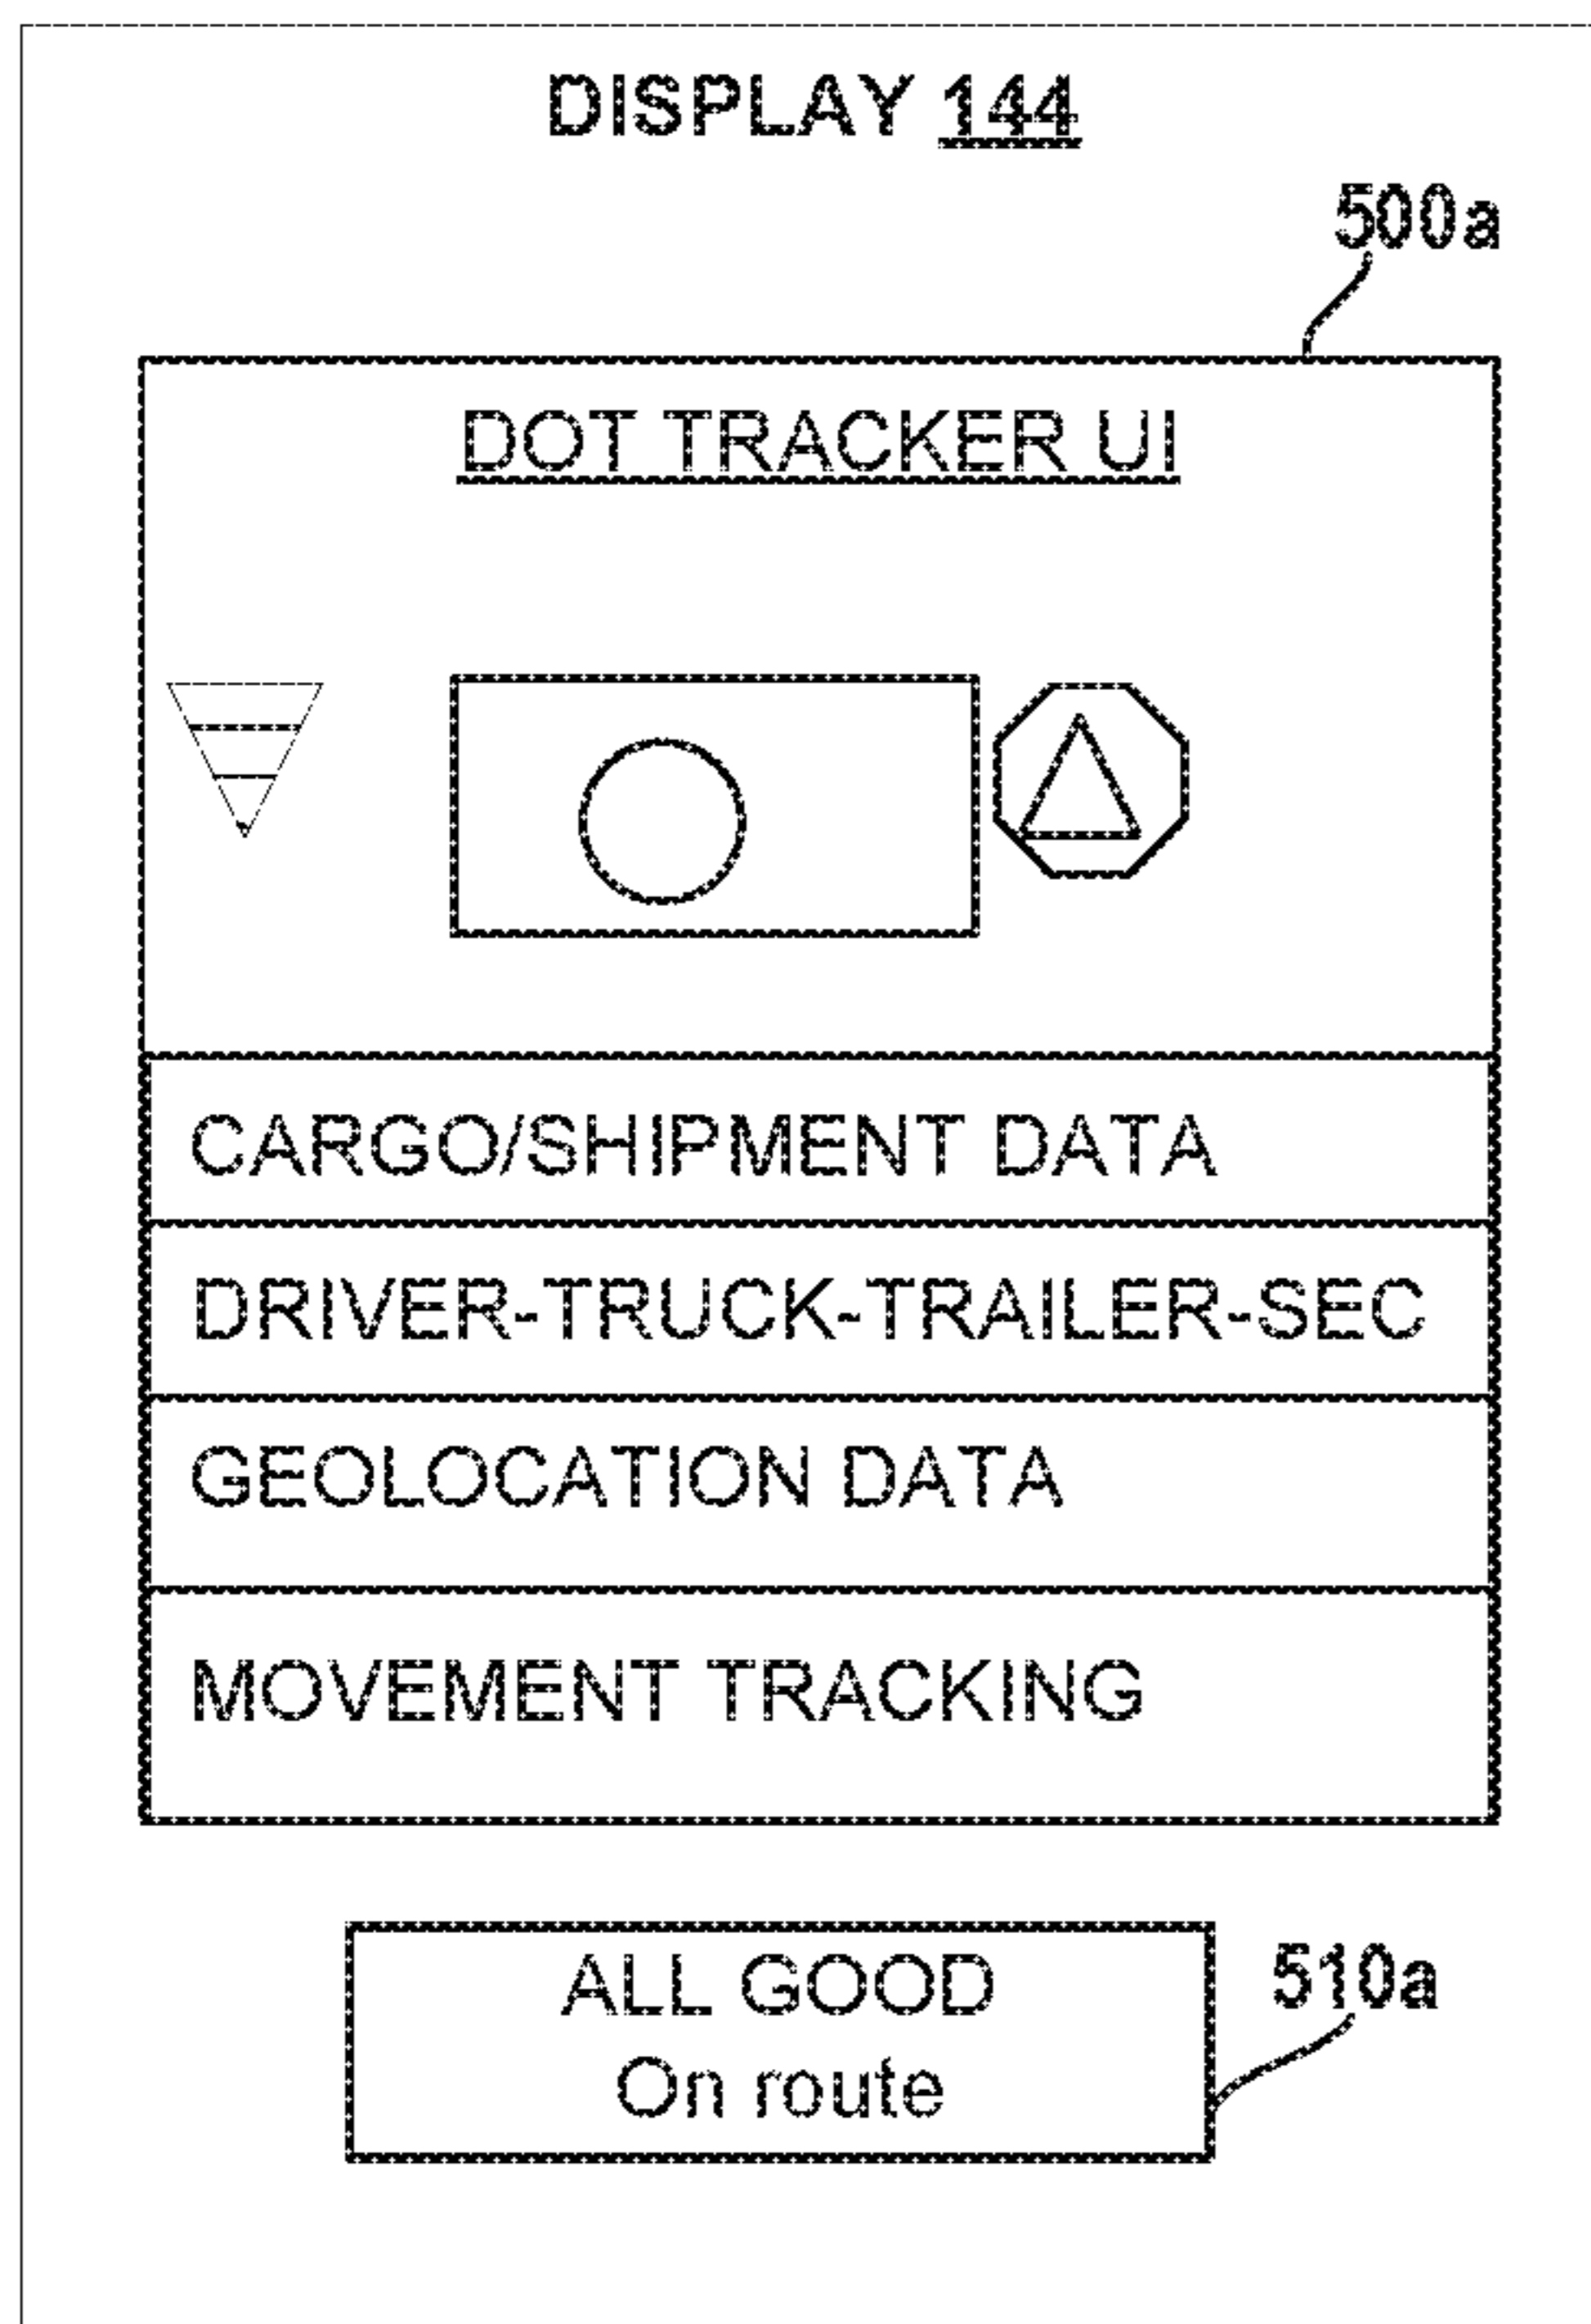 DISPLAY 144
500a
DOT TRACKER UI
CARGO/SHIPMENT DATA
DRIVER-TRUCK-TRAILER-SEC
GEOLOCATION DATA
MOVEMENT TRACKING
ALL GOOD
510a
On route